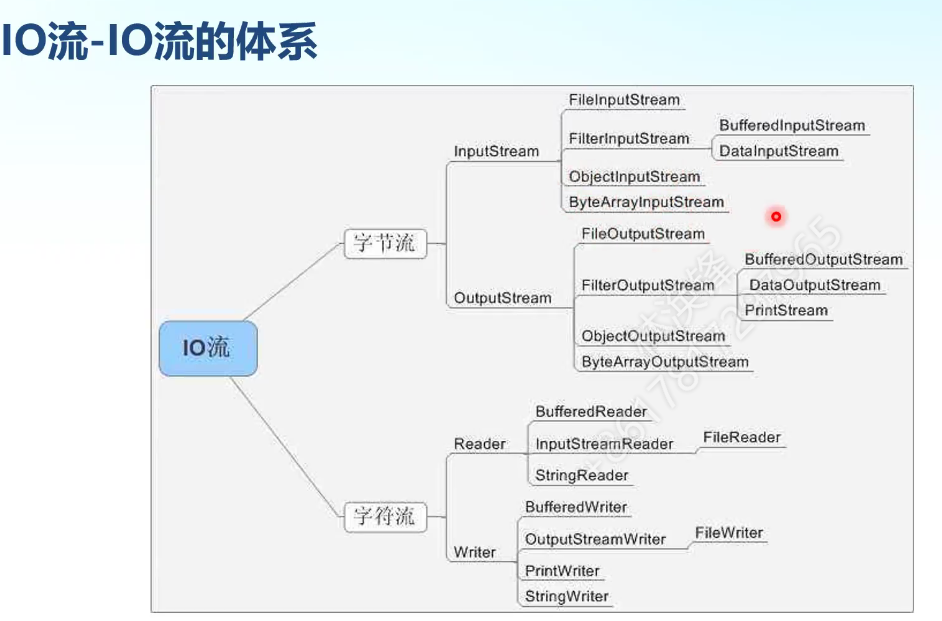 IO流-IO流的体系
FileInputStream
BufferedInputStream
FilterInputStream
DataInputStream
InputStream
ObjectInputStream
ByteArrayInputStream
字节流
FileOutputStream
BufferedOutputStream
FilterOutputStream
DataOutputStream
OutputStream
PrintStream
ObjectOutputStream
ByteArrayOutputStream
IO流
BufferedReader
Reader
InputStreamReader
FileReader
StringReader
字符流
BufferedWriter
OutputStreamWriter
FileWriter
Writer
PrintWriter
StringWriter